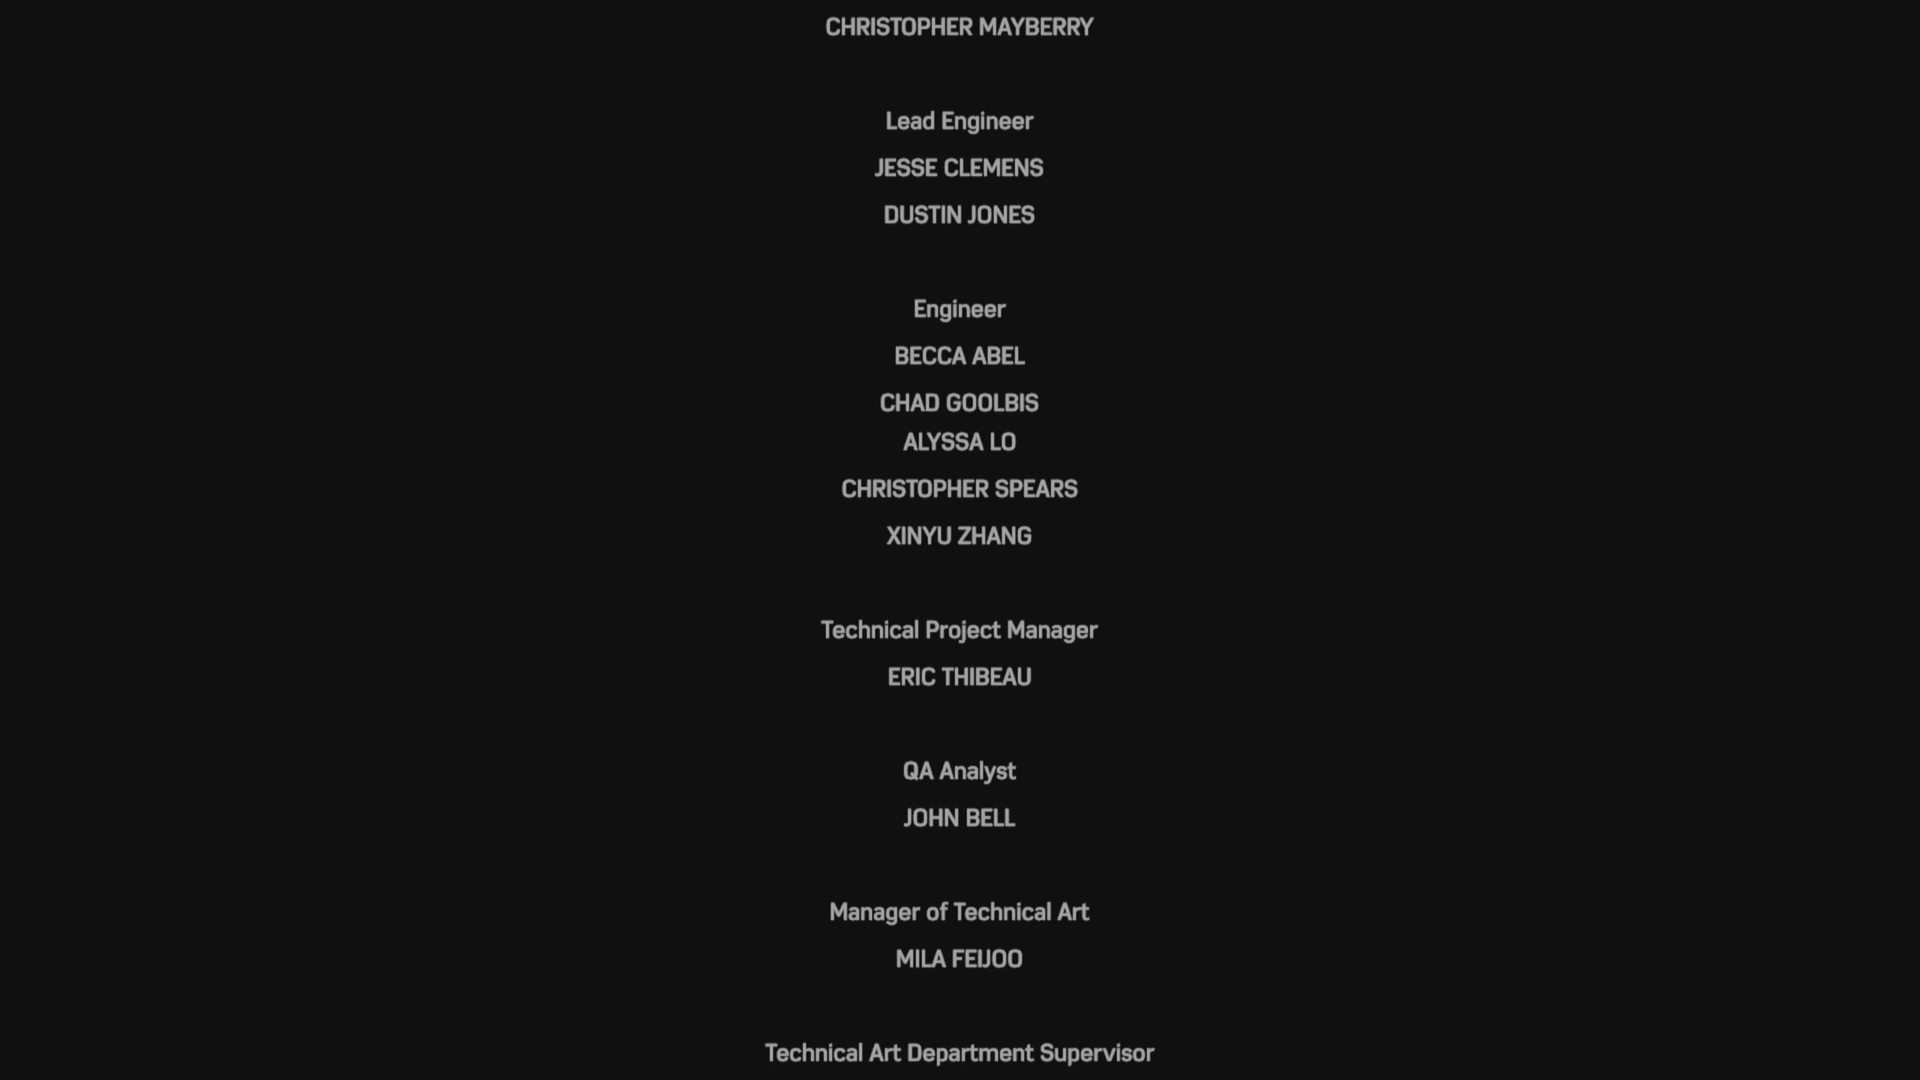 CHRISTOPHER MAYBERRY
Lead Engineer
JESSE CLEMENS
DUSTIN JONES
Engineer
BECCA ABEL
CHAD GOOLBIS
ALYSSA LO
CHRISTOPHER SPEARS
XINYU ZHANG
Technical Project Manager
ERIC THIBEAU
QA Analyst
JOHN BELL
Manager of Technical Art
MILA FEIJOO
Technical Art Department Supervisor